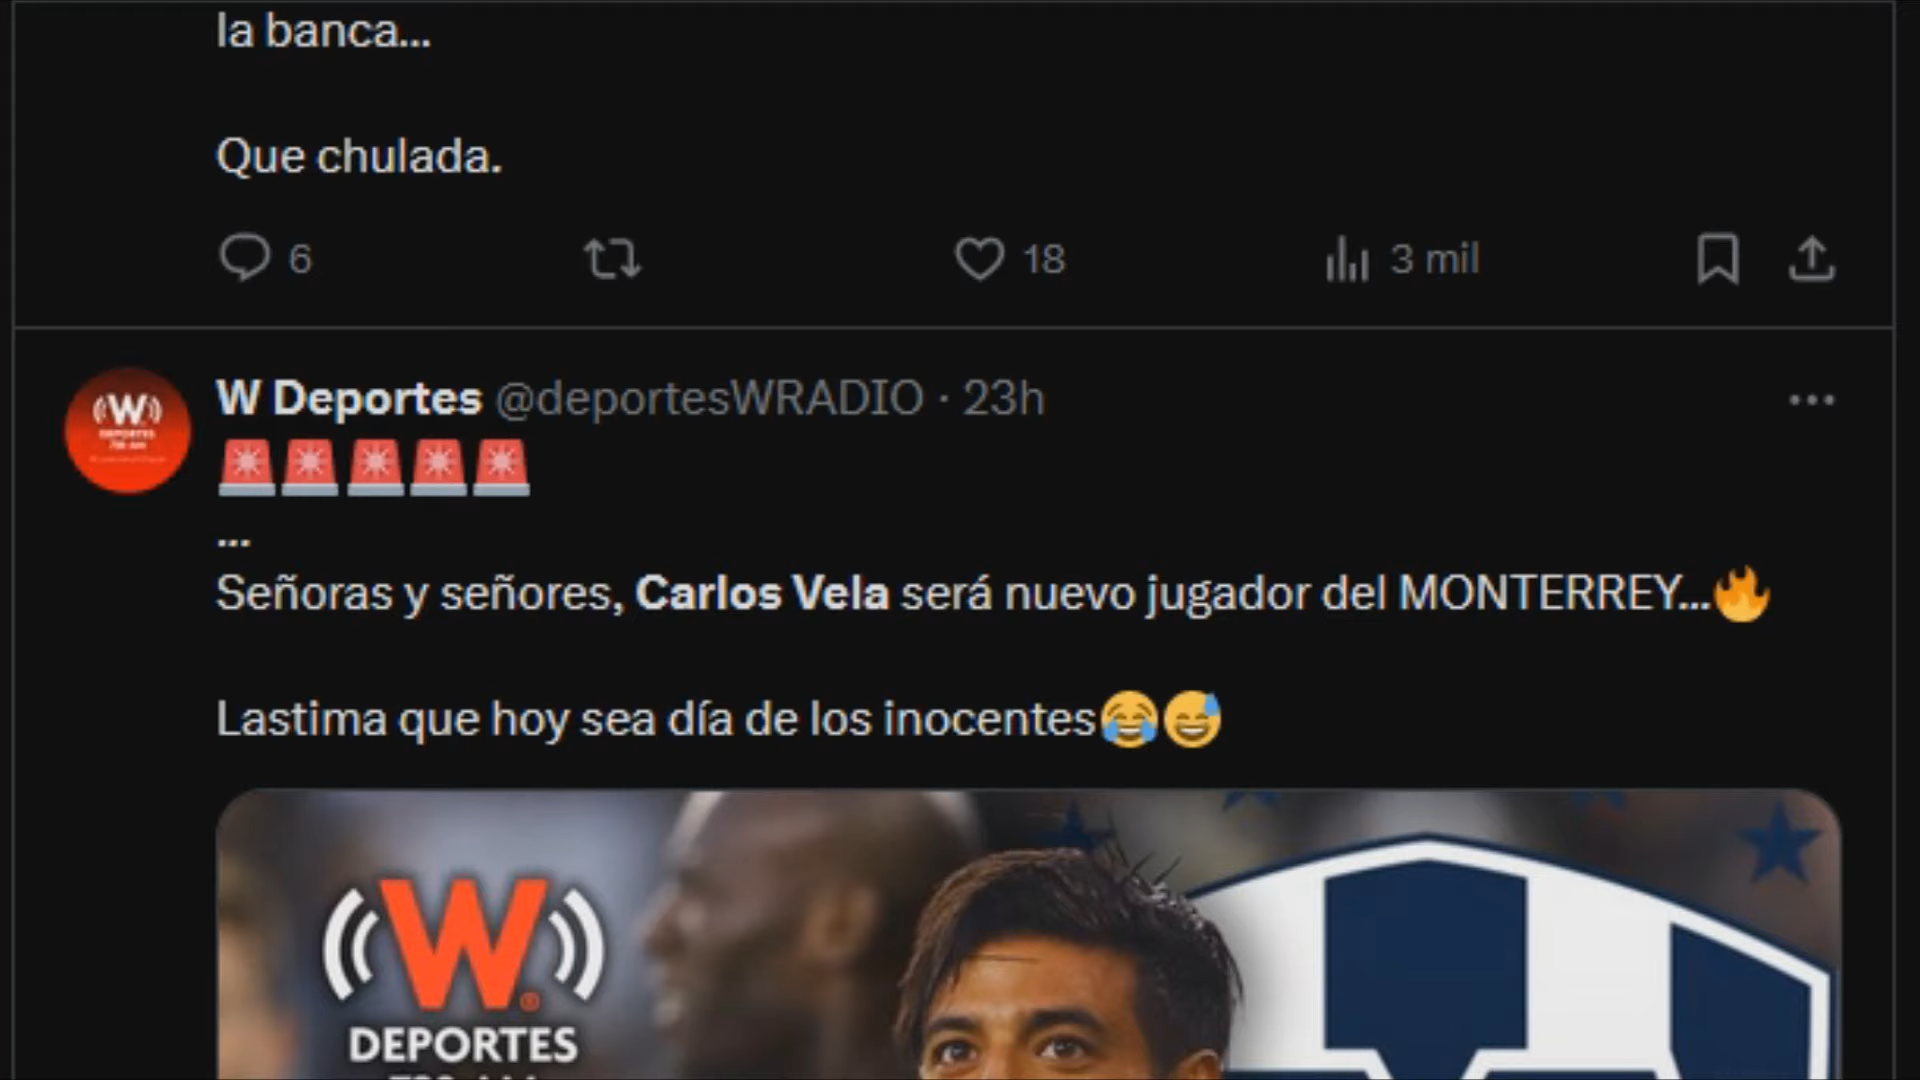 la banca...
Que chulada.
6
18
3 mil
W Deportes @deportesWRADIO · 23h
...
Señoras y señores, Carlos Vela será nuevo jugador del MONTERREY...
Lastima que hoy sea día de los inocentes
W
DEPORTES
W
DEPORTES